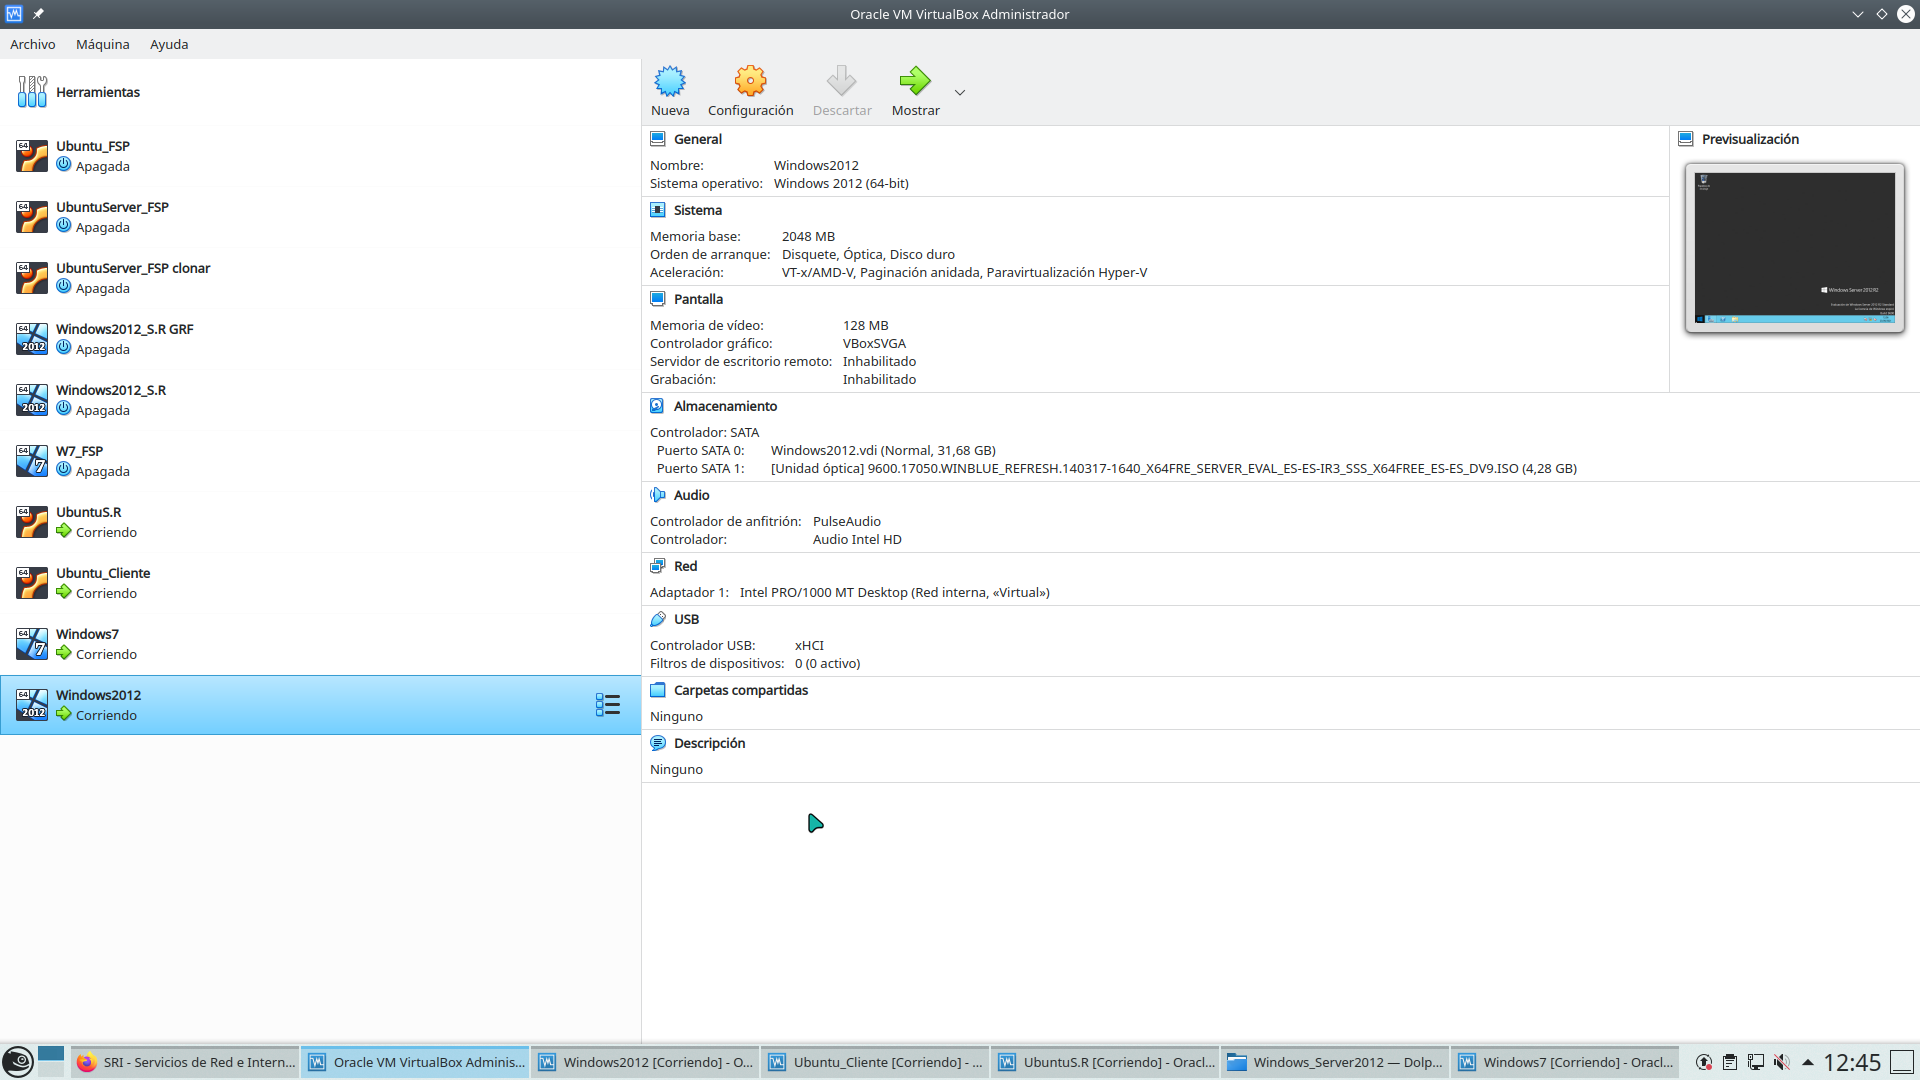 Oracle VM VirtualBox Administrador
Archivo Máquina Ayuda
Herramientas
Ubuntu_FSP
Apagada
UbuntuServer_FSP
Apagada
UbuntuServer_FSP clonar
Apagada
Windows2012_S.R GRF
Apagada
Windows2012_S.R
Apagada
W7_FSP
Apagada
UbuntuS.R
Corriendo
Ubuntu_Cliente
Corriendo
Windows7
Corriendo
Windows2012
Corriendo
Nueva Configuración Descartar Mostrar
General
Nombre: Windows2012
Sistema operativo: Windows 2012 (64-bit)
Sistema
Memoria base: 2048 MB
Orden de arranque: Disquete, Óptica, Disco duro
Aceleración: VT-x/AMD-V, Paginación anidada, Paravirtualización Hyper-V
Pantalla
Memoria de vídeo: 128 MB
Controlador gráfico: VBoxSVGA
Servidor de escritorio remoto: Inhabilitado
Grabación: Inhabilitado
Previsualización
Windows Server 2012 R2
Almacenamiento
Controlador: SATA
Puerto SATA 0: Windows2012.vdi (Normal, 31,68 GB)
Puerto SATA 1: [Unidad óptica] 9600.17050.WINBLUE_REFRESH.140317-1640_X64FRE_SERVER_EVAL_ES-ES-IR3_SSS_X64FREE_ES-ES_DV9.ISO (4,28 GB)
Audio
Controlador de anfitrión: PulseAudio
Controlador: Audio Intel HD
Red
Adaptador 1: Intel PRO/1000 MT Desktop (Red interna, «Virtual»)
USB
Controlador USB: xHCI
Filtros de dispositivos: 0 (0 activo)
Carpetas compartidas
Ninguno
Descripción
Ninguno
SRI - Servicios de Red e Intern... Oracle VM VirtualBox Adminis... Windows2012 [Corriendo] - O... Ubuntu_Cliente [Corriendo] - ... UbuntuS.R [Corriendo] - Oracl... Windows_Server2012 — Dolp... Windows7 [Corriendo] - Oracl... 12:45